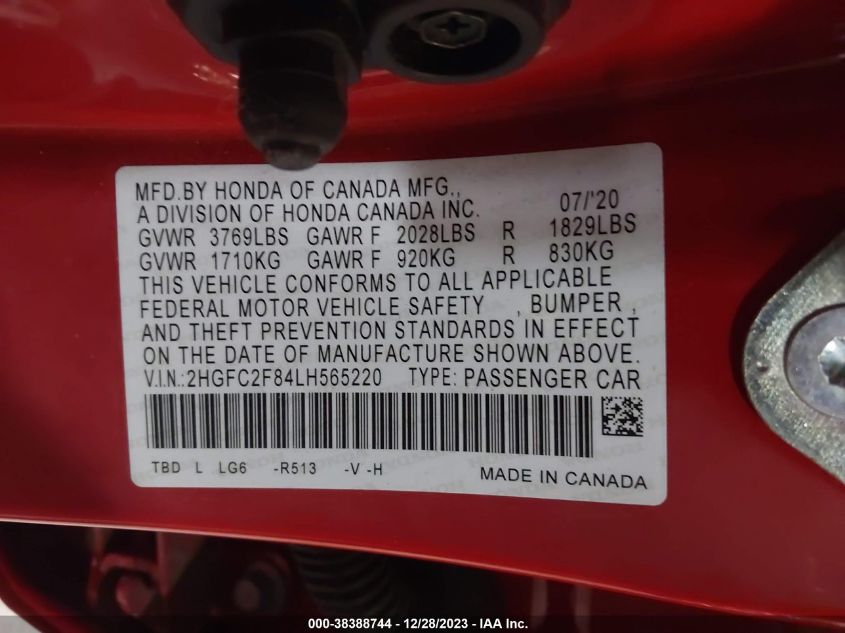 MFD.BY HONDA OF CANADA MFG.,
A DIVISION OF HONDA CANADA INC. 07/'20
GVWR 3769LBS GAWR F 2028LBS R 1829LBS
GVWR 1710KG GAWR F 920KG R 830KG
THIS VEHICLE CONFORMS TO ALL APPLICABLE
FEDERAL MOTOR VEHICLE SAFETY , BUMPER ,
AND THEFT PREVENTION STANDARDS IN EFFECT
ON THE DATE OF MANUFACTURE SHOWN ABOVE.
V.I.N.:2HGFC2F84LH565220 TYPE: PASSENGER CAR
TBD L LG6 -R513 -V -H MADE IN CANADA
000-38388744 - 12/28/2023 - IAA Inc.